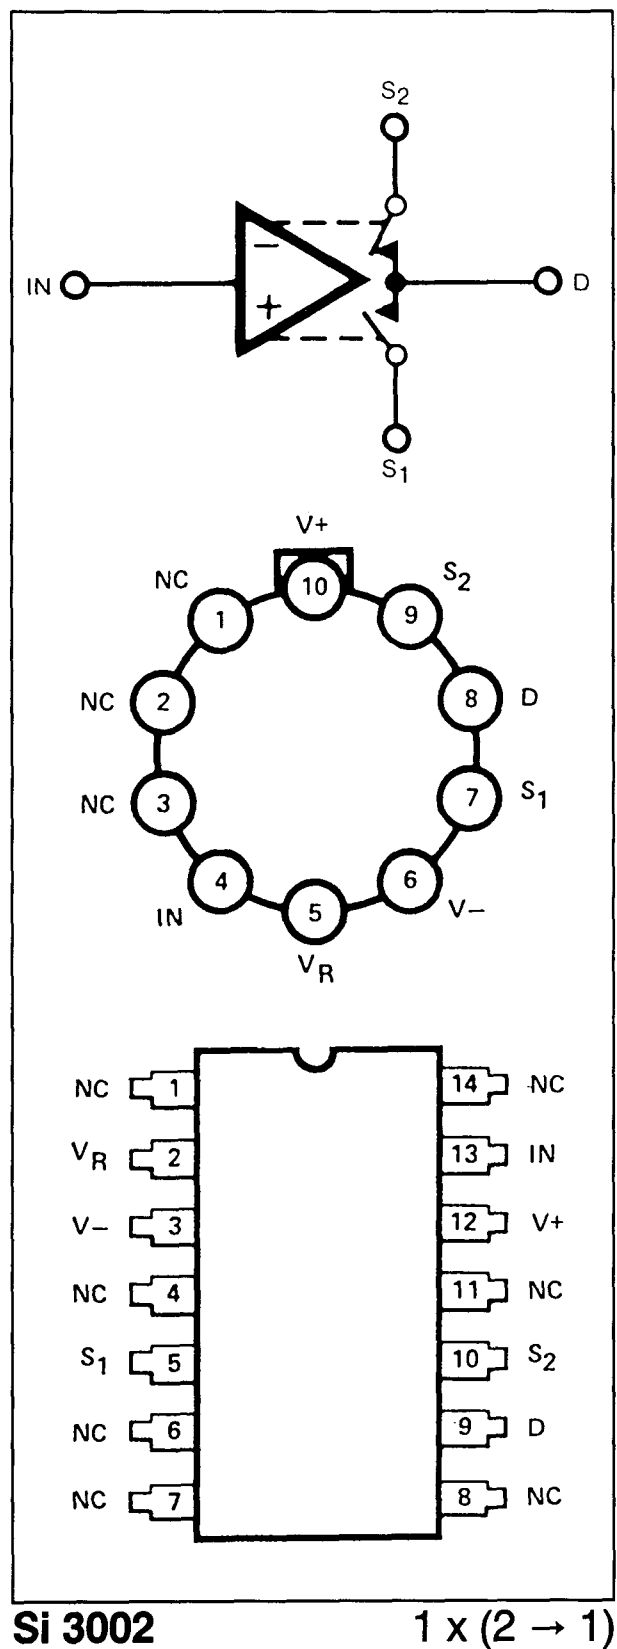 S2
−
IN
D
+
S1
V+
NC 10 S2
1 9
NC 2 8 D
NC 3 7 S1
4 6
IN 5 V−
VR
NC 1 14 NC
VR 2 13 IN
V− 3 12 V+
NC 4 11 NC
S1 5 10 S2
NC 6 9 D
NC 7 8 NC
Si 3002 1 x (2 → 1)